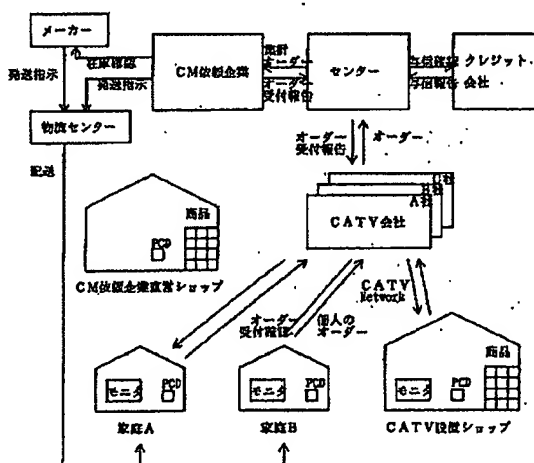 メーカー
在庫確認
発送指示
CM依頼企業
発送指示
集計
オーダー
オーダー
受付報告
センター
与信確認
与信報告
クレジット
会社
物流センター
配送
オーダー
受付報告
オーダー
C社
B社
A社
CATV会社
商品
PCD
CM依頼企業直営ショップ
オーダー
受付確認
個人の
オーダー
CATV
Network
モニタ
PCD
家庭A
モニタ
PCD
家庭B
商品
モニタ
PCD
CATV設置ショップ